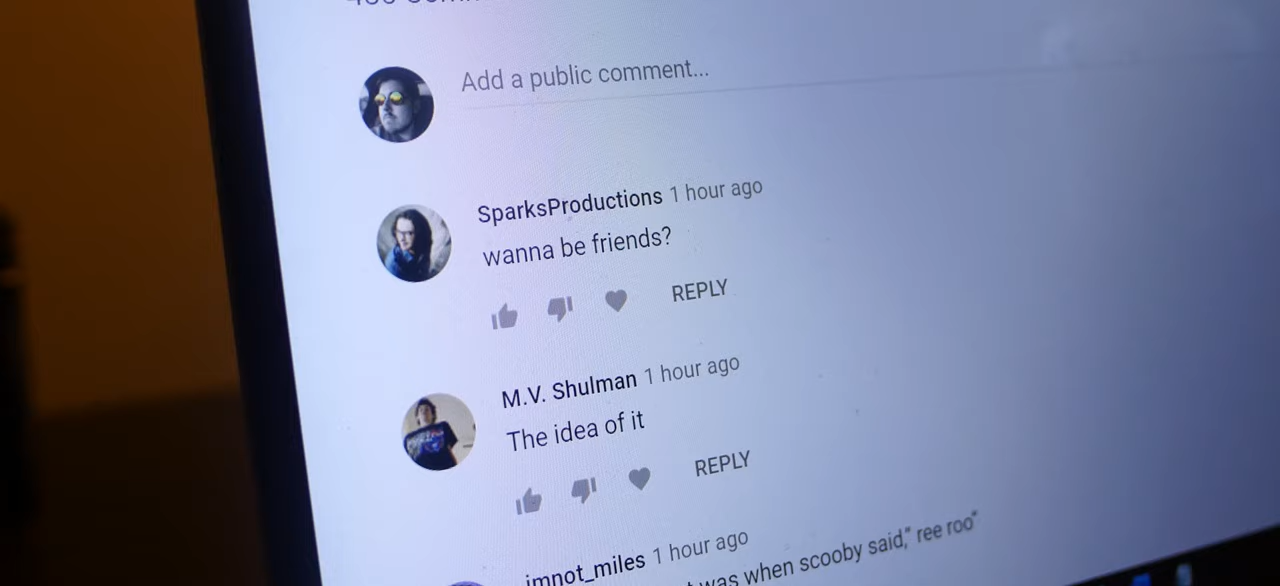 Add a public comment...
SparksProductions 1 hour ago
wanna be friends?
REPLY
M.V. Shulman 1 hour ago
The idea of it
REPLY
imnot_miles 1 hour ago
was when scooby said," ree roo"